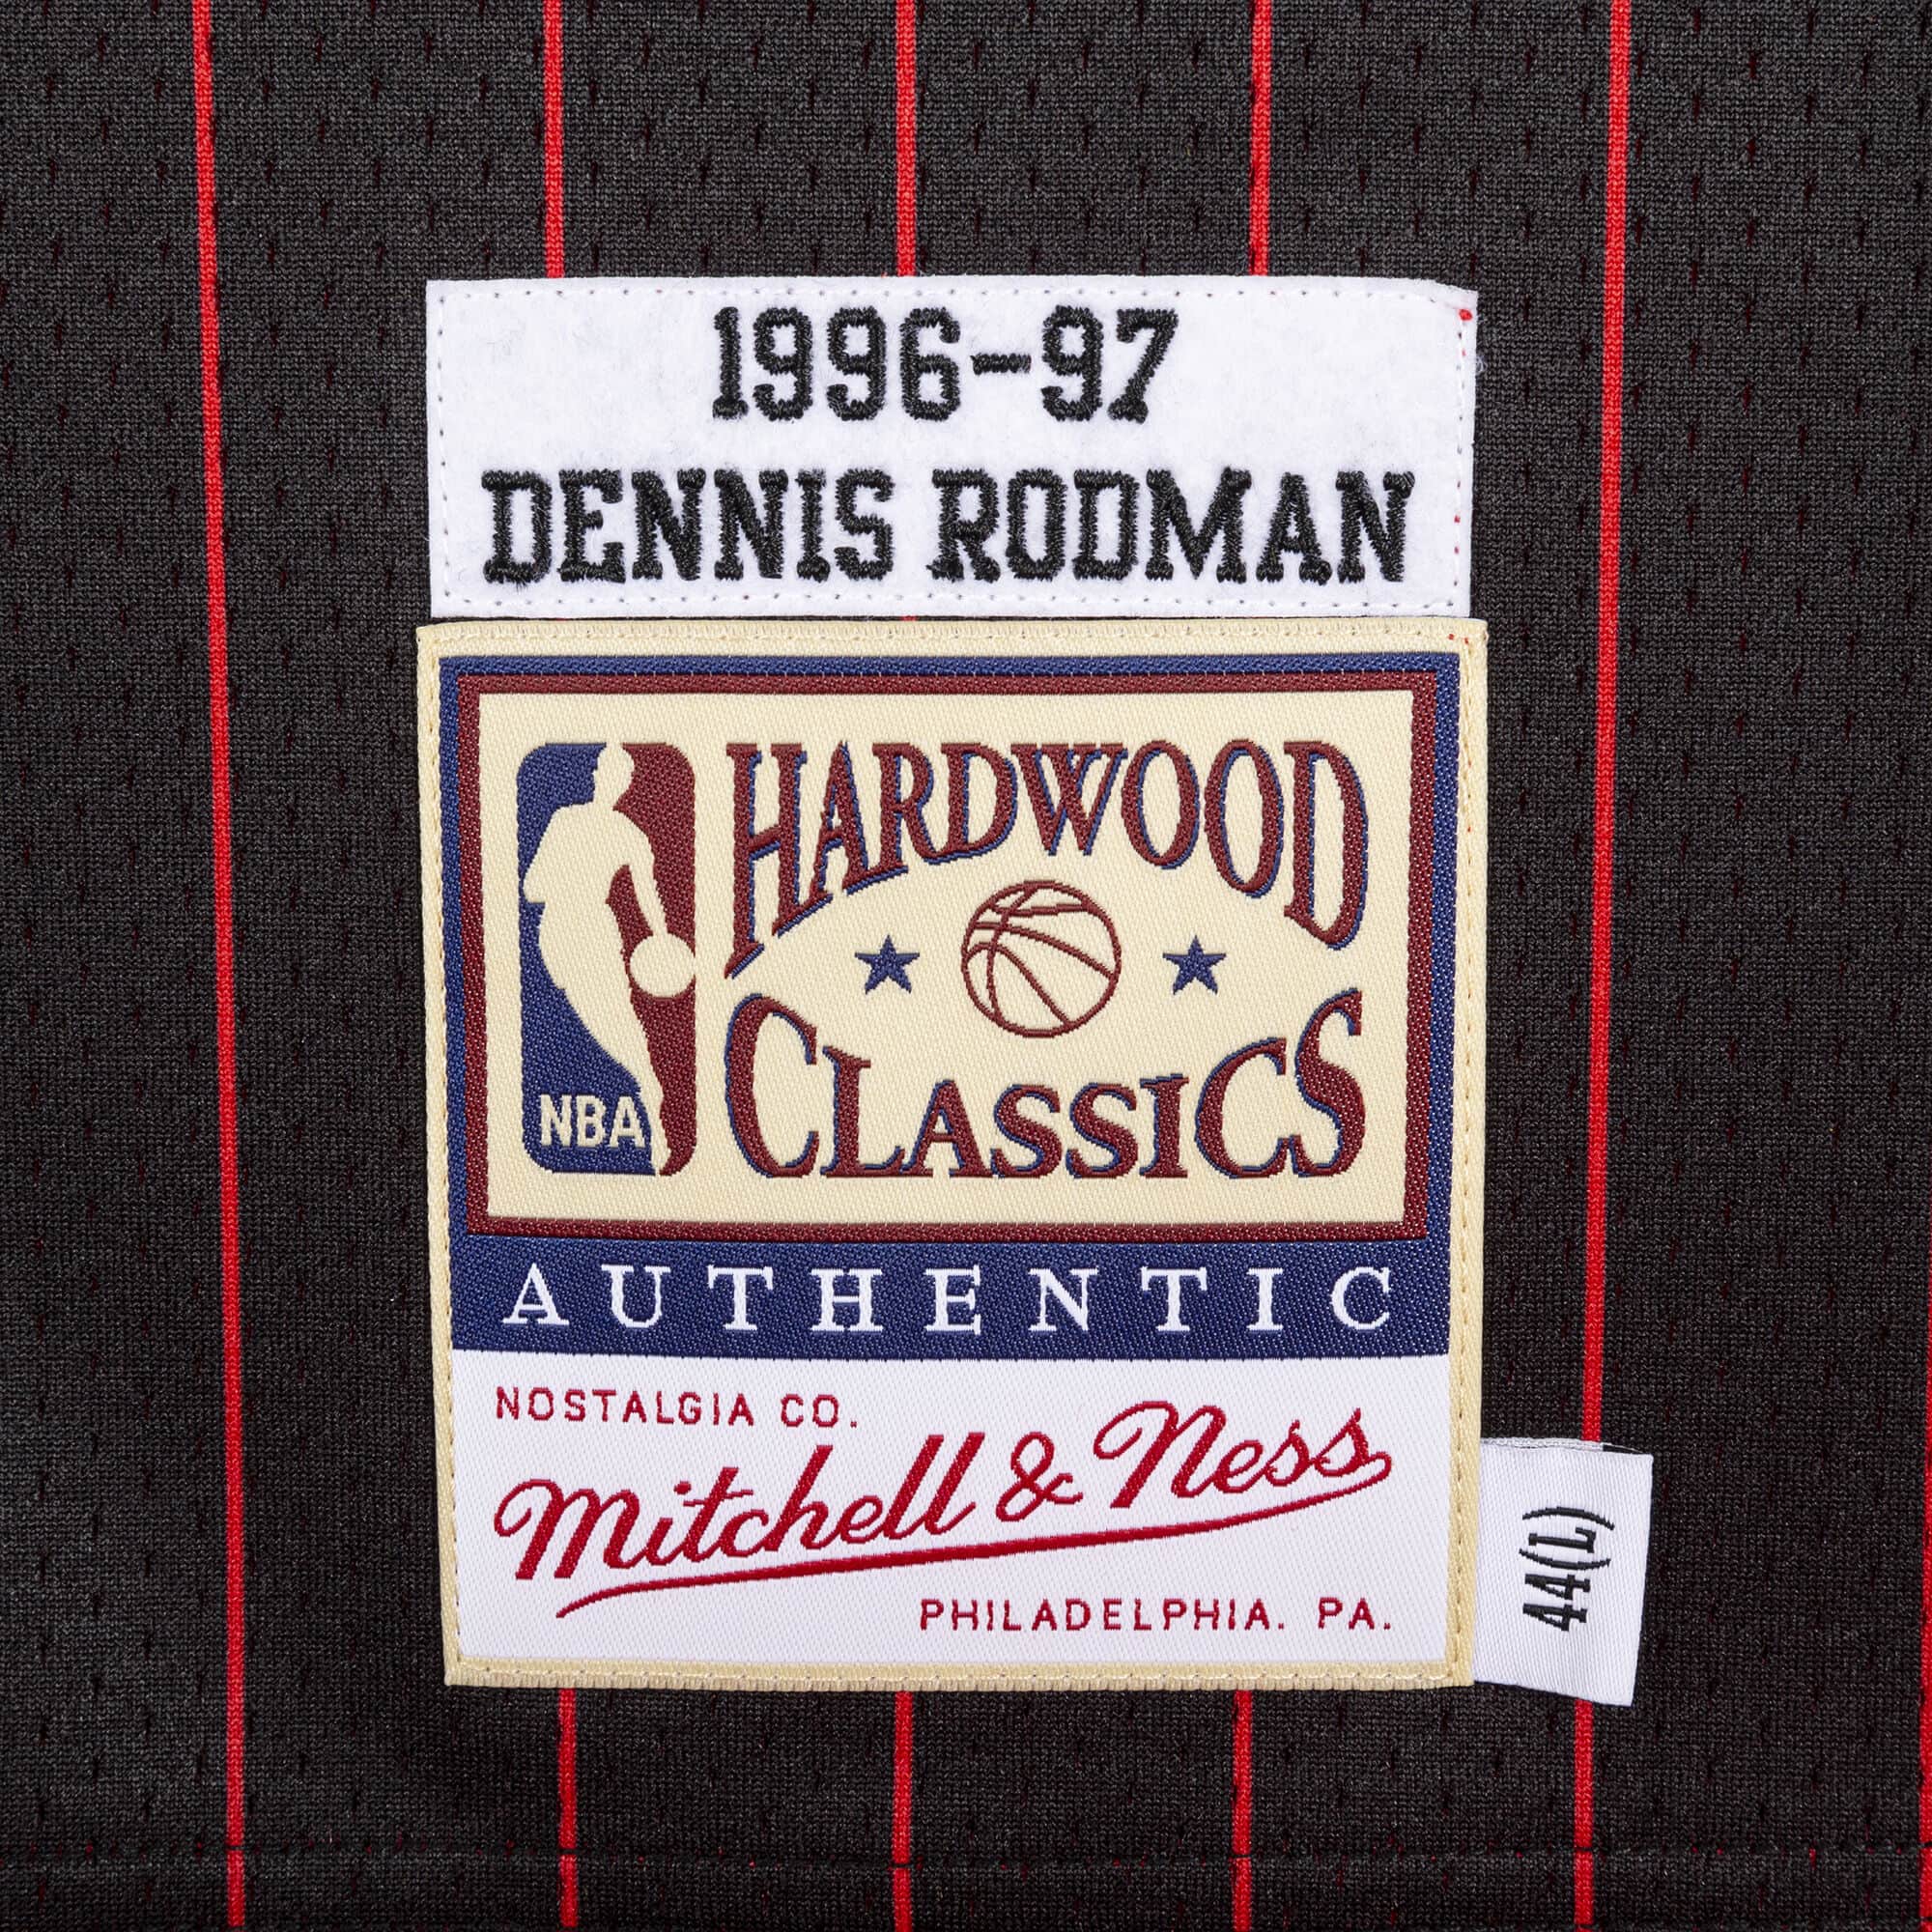 1996-97
DENNIS RODMAN
HARDWOOD
CLASSICS
NBA
AUTHENTIC
NOSTALGIA CO.
Mitchell & Ness
PHILADELPHIA. PA.
44(L)